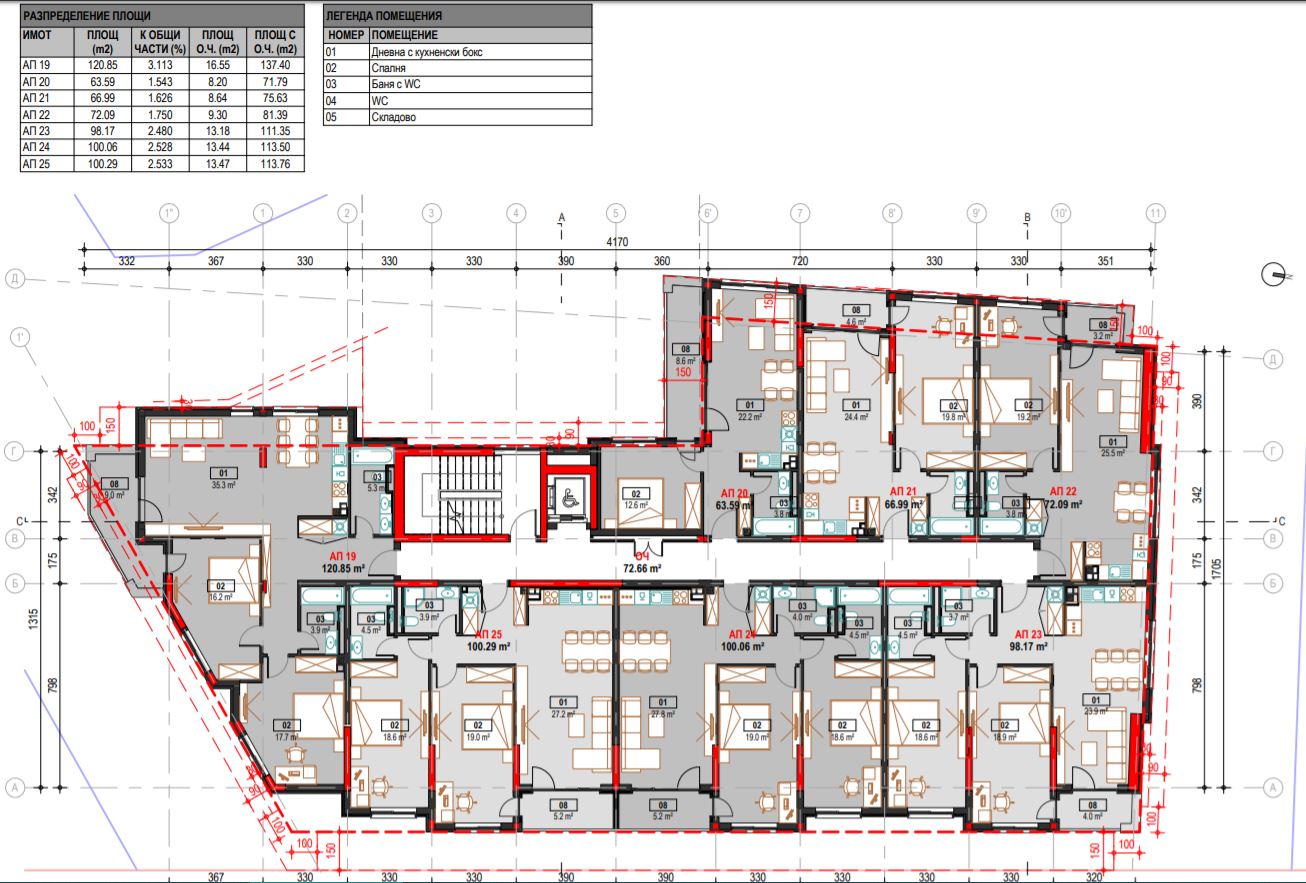 РАЗПРЕДЕЛЕНИЕ ПЛОЩИ
ИМОТ ПЛОЩ (m2) К ОБЩИ ЧАСТИ (%) ПЛОЩ О.Ч. (m2) ПЛОЩ С О.Ч. (m2)
АП 19 120.85 3.113 16.55 137.40
АП 20 63.59 1.543 8.20 71.79
АП 21 66.99 1.626 8.64 75.63
АП 22 72.09 1.750 9.30 81.39
АП 23 98.17 2.480 13.18 111.35
АП 24 100.06 2.528 13.44 113.50
АП 25 100.29 2.533 13.47 113.76
ЛЕГЕНДА ПОМЕЩЕНИЯ
НОМЕР ПОМЕЩЕНИЕ
01 Дневна с кухненски бокс
02 Спалня
03 Баня с WC
04 WC
05 Складово
1" 1 2 3 4 5 6' 7 8' 9' 10' 11
A B
4170
332 367 330 330 330 390 360 720 330 330 351
Д
1'
Г
C
В
Б
А
Д
Г
C
В
Б
А
N
342
175
1315
798
390
342
175
1705
798
100 150
100
90
150
150
150
100
100
90
20
08
9.0 m²
01
35.3 m²
03
5.3 m²
02
12.6 m²
08
8.6 m²
01
22.2 m²
08
4.6 m²
01
24.4 m²
02
19.8 m²
02
19.2 m²
08
3.2 m²
01
25.5 m²
АП 20
63.59 m²
03
3.8 m²
АП 21
66.99 m²
03
3.8 m²
АП 22
72.09 m²
АП 19
120.85 m²
ОЧ
72.66 m²
02
16.2 m²
03
3.9 m²
03
4.5 m²
03
3.9 m²
АП 25
100.29 m²
АП 24
100.06 m²
03
4.0 m²
03
4.5 m²
03
4.5 m²
03
3.7 m²
АП 23
98.17 m²
02
17.7 m²
02
18.6 m²
02
19.0 m²
01
27.2 m²
01
27.8 m²
02
19.0 m²
02
18.6 m²
02
18.6 m²
02
18.9 m²
01
23.9 m²
08
5.2 m²
08
5.2 m²
08
4.0 m²
90
100
100
150
150
100
90
100
367 330 330 330 390 390 330 330 330 330 320